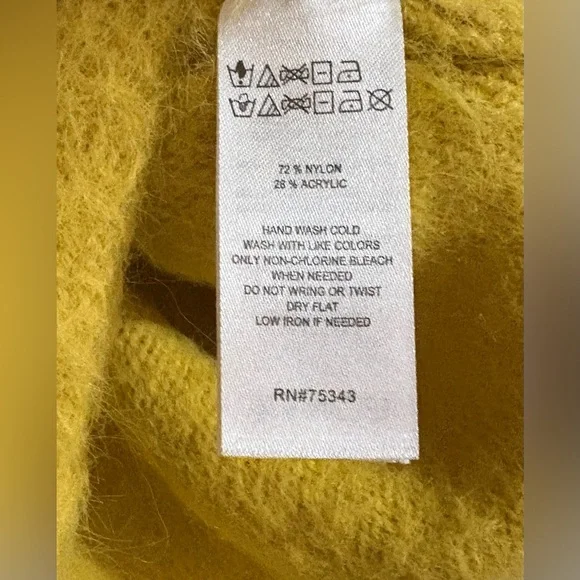 72 % NYLON
28 % ACRYLIC
HAND WASH COLD
WASH WITH LIKE COLORS
ONLY NON-CHLORINE BLEACH
WHEN NEEDED
DO NOT WRING OR TWIST
DRY FLAT
LOW IRON IF NEEDED
RN#75343